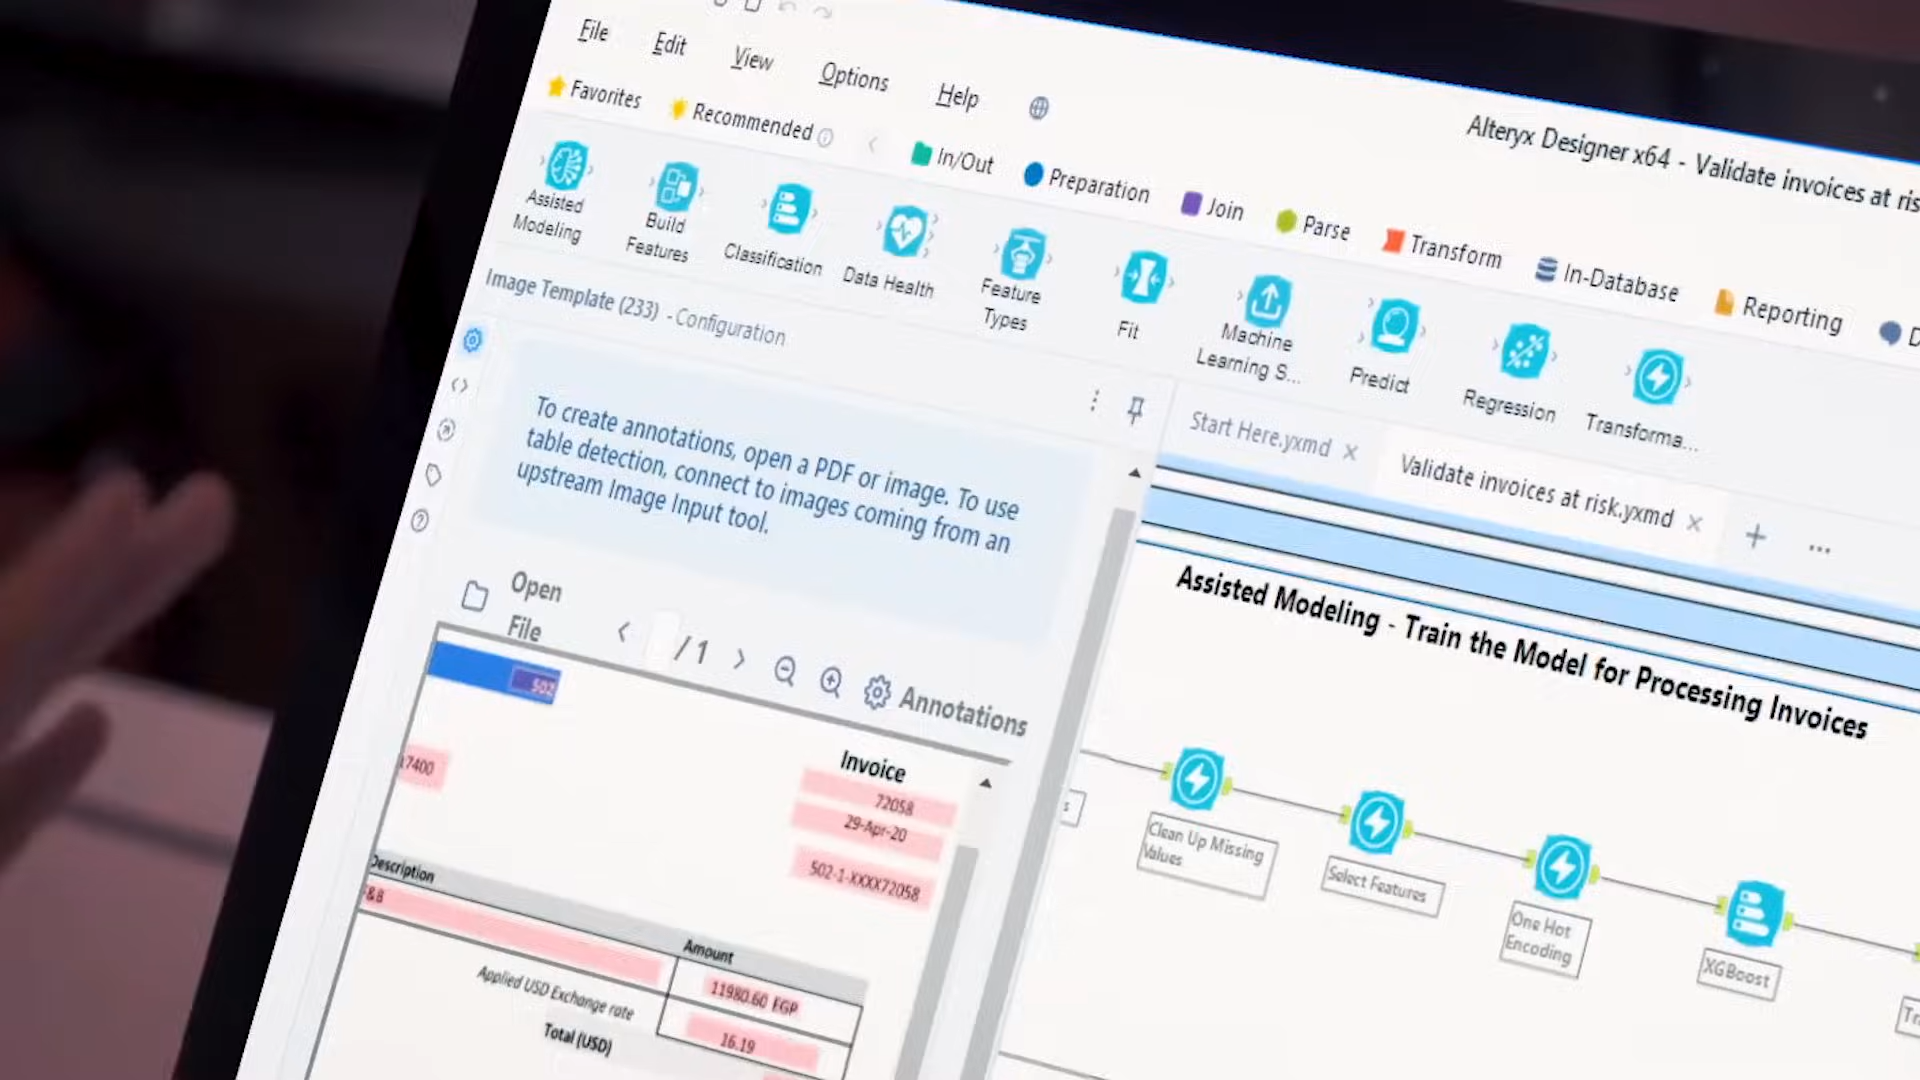 File Edit View Options Help
Alteryx Designer x64 - Validate invoices at
Favorites Recommended In/Out Preparation Join Parse Transform In-Database Reporting
Assisted
Modeling
Build
Features
Classification
Data Health
Feature
Types
Fit
Machine
Learning S...
Predict
Regression
Transforma...
Image Template (233) - Configuration
To create annotations, open a PDF or image. To use
table detection, connect to images coming from an
upstream Image Input tool.
Start Here.yxmd
Validate invoices at risk.yxmd
Open
File
/ 1
Annotations
502
17400
Invoice
72058
29-Apr-20
502-1-XXXX72058
Description
F&B
Amount
11980.60 EGP
Applied USD Exchange rate
16.19
Total (USD)
Assisted Modeling - Train the Model for Processing Invoices
Clean Up Missing
Values
Select Features
One Hot
Encoding
XGBoost